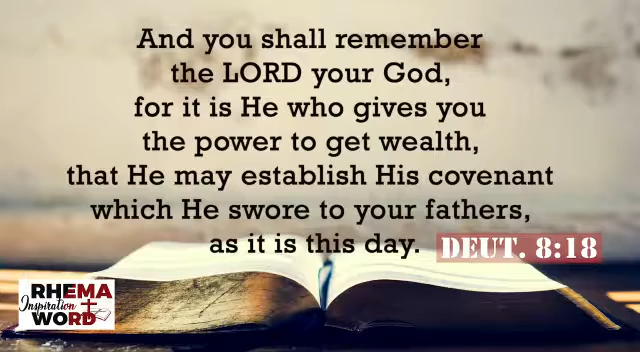 And you shall remember
the LORD your God,
for it is He who gives you
the power to get wealth,
that He may establish His covenant
which He swore to your fathers,
as it is this day. DEUT. 8:18
RHEMA
Inspiration
WORD